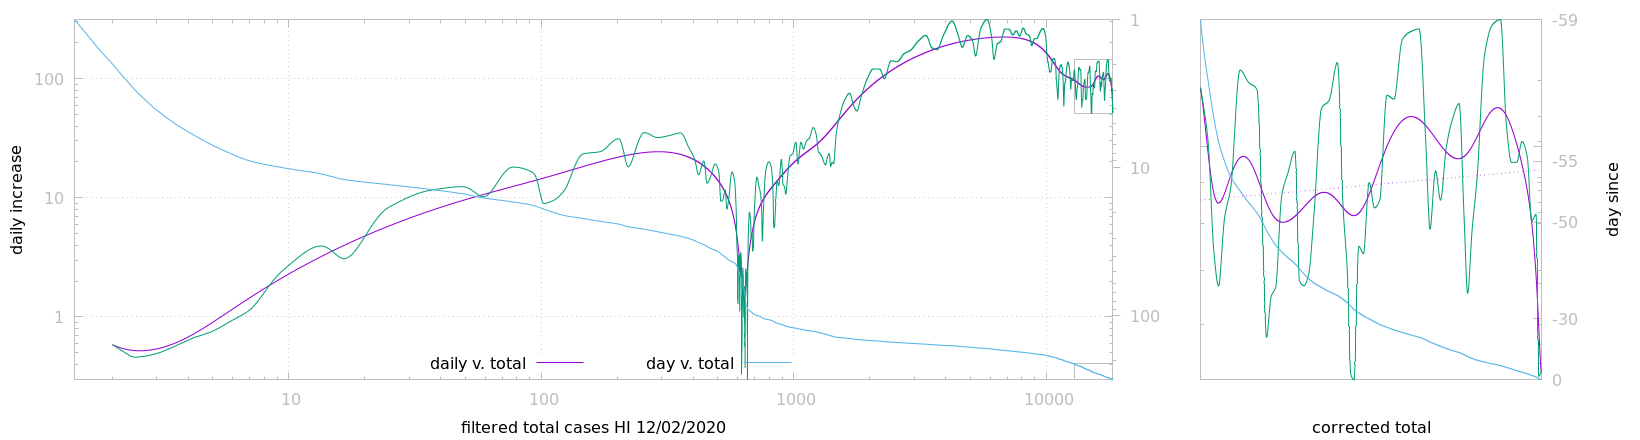 daily increase
100
10
1
10
100
1000
10000
1
10
100
daily v. total
day v. total
filtered total cases HI 12/02/2020
-59
-55
-50
-30
0
day since
corrected total